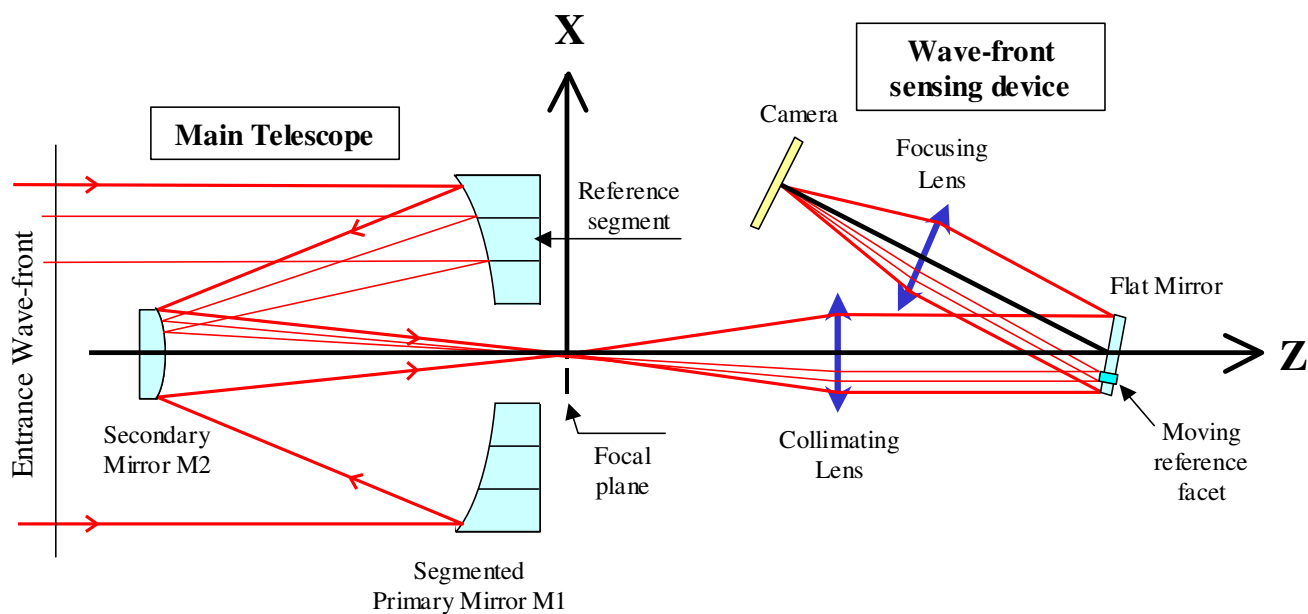 X
Wave-front
sensing device
Main Telescope
Camera
Focusing
Lens
Reference
segment
Entrance Wave-front
Flat Mirror
Z
Secondary
Mirror M2
Focal
plane
Collimating
Lens
Moving
reference
facet
Segmented
Primary Mirror M1